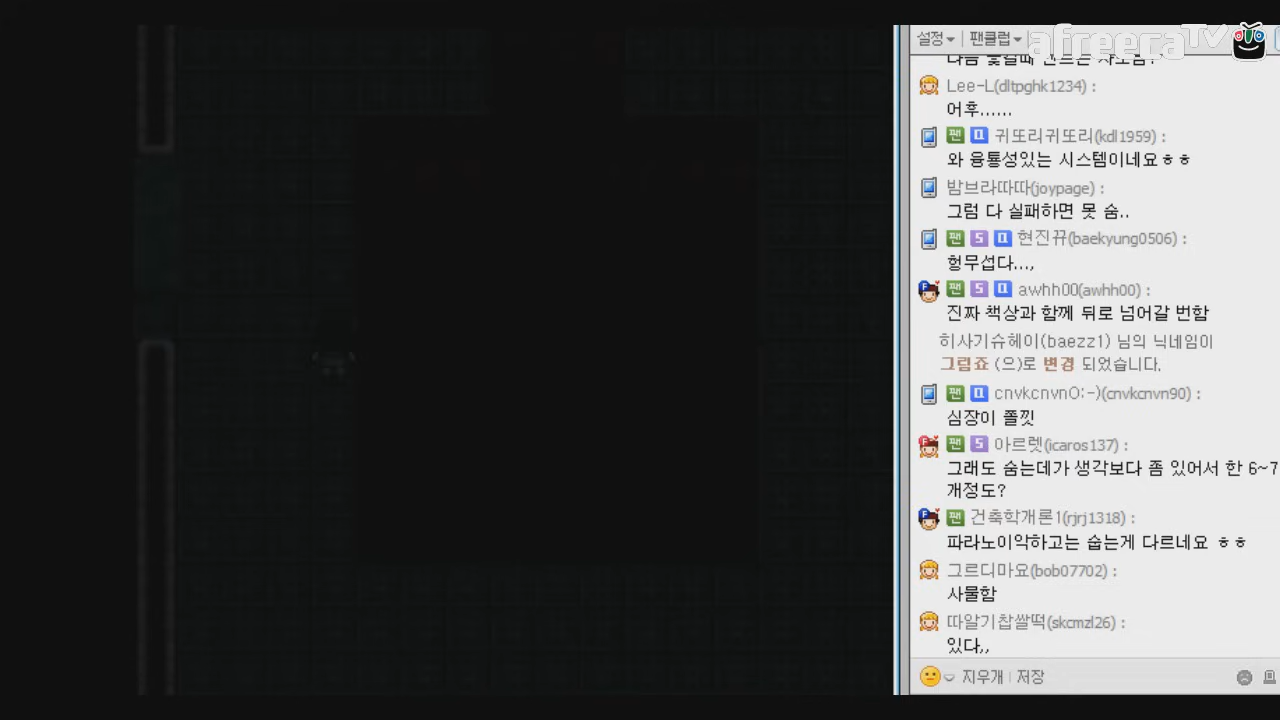 설정 팬클럽
afreecaTV
Lee-L(dltpghk1234) :
어후......
팬 귀또리귀또리(kdl1959) :
와 융통성있는 시스템이네요ㅎㅎ
밤브라따따(joypage) :
그럼 다 실패하면 못 숨..
팬 S 현진뀨(baekyung0506) :
형무섭다...,
팬 S awhh00(awhh00) :
진짜 책상과 함께 뒤로 넘어갈 번함
히사기슈헤이(baezz1) 님의 닉네임이
그럼죠 (으)로 변경 되었습니다.
팬 cnvkcnvnO:-)(cnvkcnvn90) :
심장이 쫄낏
팬 S 아르렛(icaros137) :
그래도 숨는데가 생각보다 좀 있어서 한 6~7
개정도?
팬 건축학개론1(rjrj1318) :
파라노이악하고는 숩는게 다르네요 ㅎㅎ
그르디마요(bob07702) :
사물함
따알기찹쌀떡(skcmzl26) :
있다,,
지우개 저장